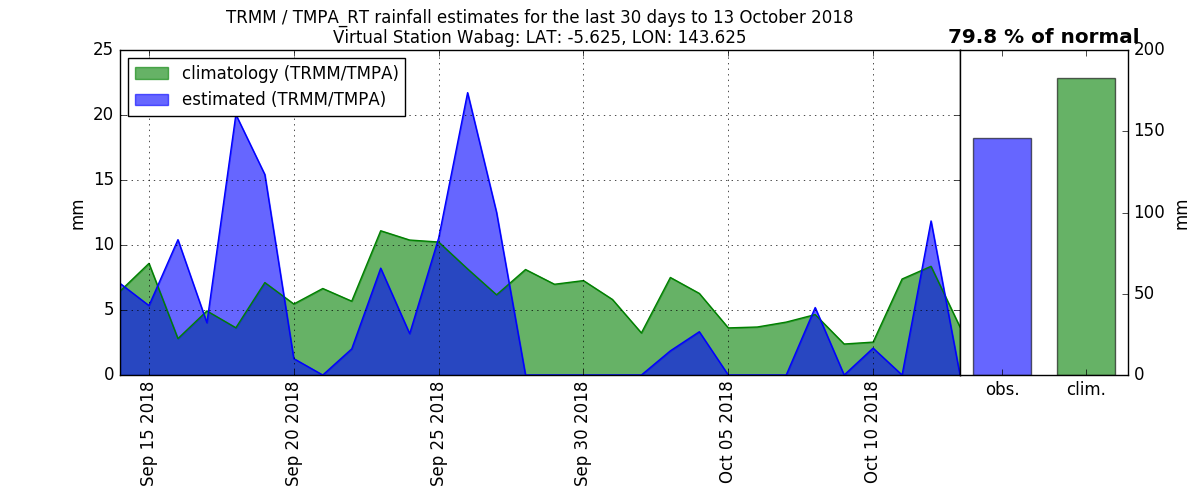 TRMM / TMPA_RT rainfall estimates for the last 30 days to 13 October 2018
Virtual Station Wabag: LAT: -5.625, LON: 143.625
79.8 % of normal
climatology (TRMM/TMPA)
estimated (TRMM/TMPA)
25
20
15
10
5
0
mm
Sep 15 2018
Sep 20 2018
Sep 25 2018
Sep 30 2018
Oct 05 2018
Oct 10 2018
obs.
clim.
200
150
100
50
0
mm